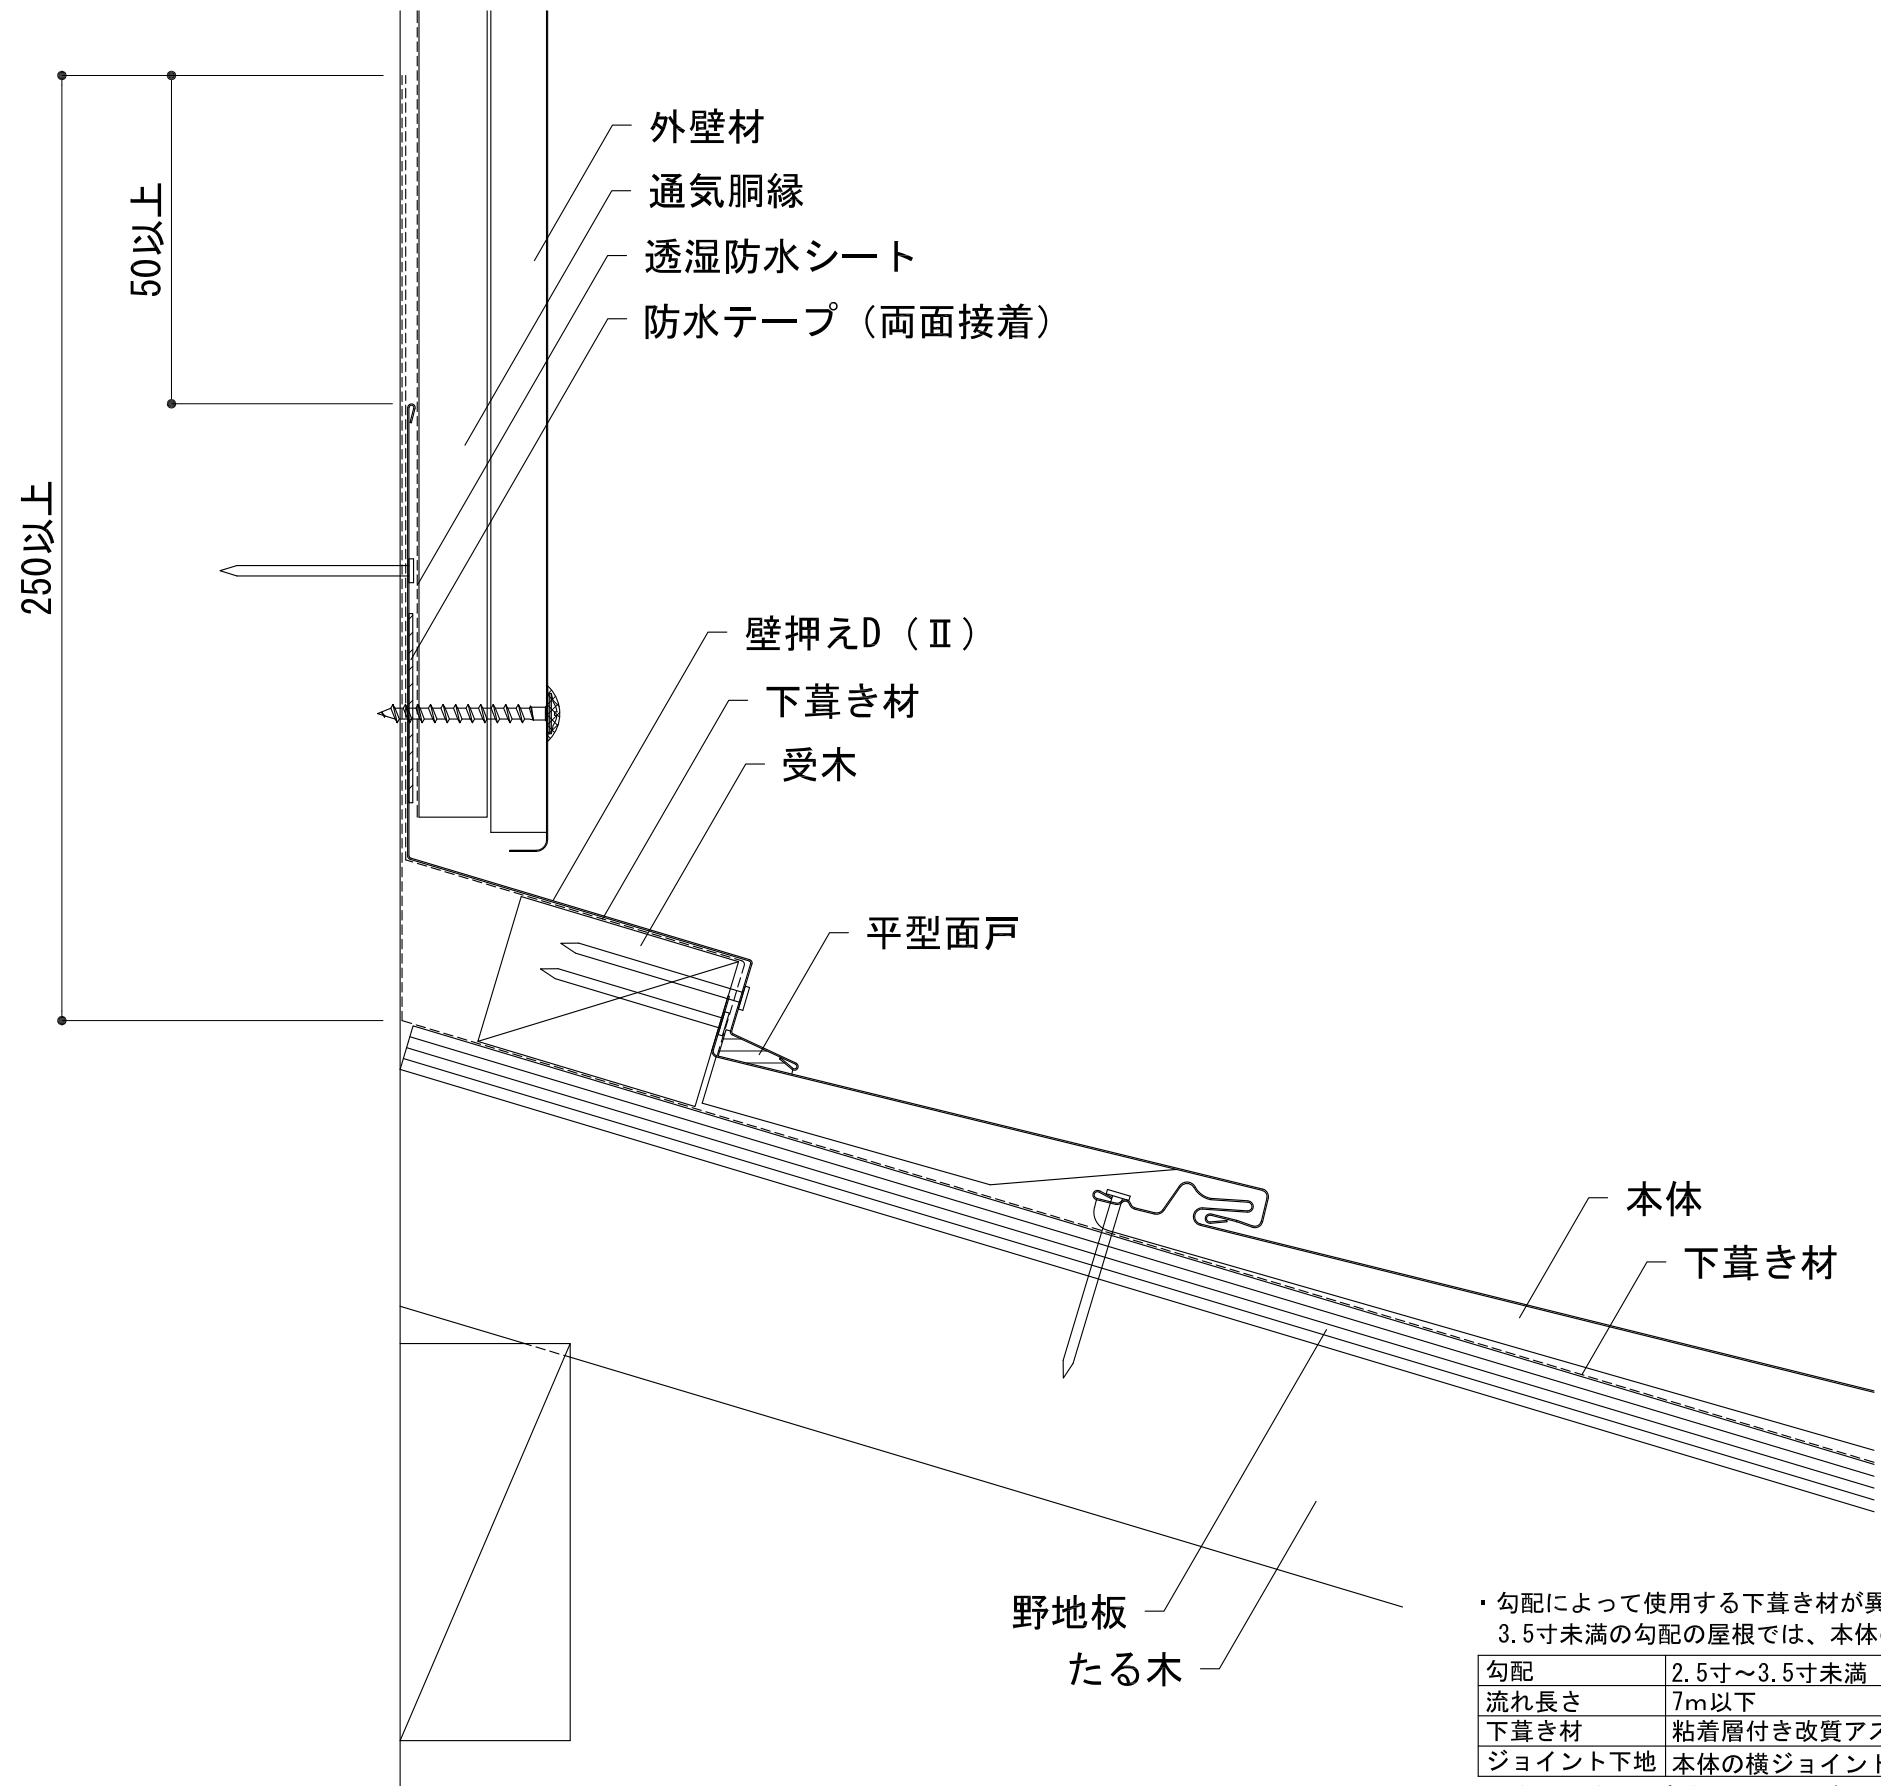 外壁材
通気胴縁
透湿防水シート
防水テープ（両面接着）
50以上
250以上
壁押えD（Ⅱ）
下葺き材
受木
平型面戸
本体
下葺き材
野地板
たる木
・勾配によって使用する下葺き材が異
3.5寸未満の勾配の屋根では、本体
勾配 2.5寸～3.5寸未満
流れ長さ 7m以下
下葺き材 粘着層付き改質アス
ジョイント下地 本体の横ジョイント